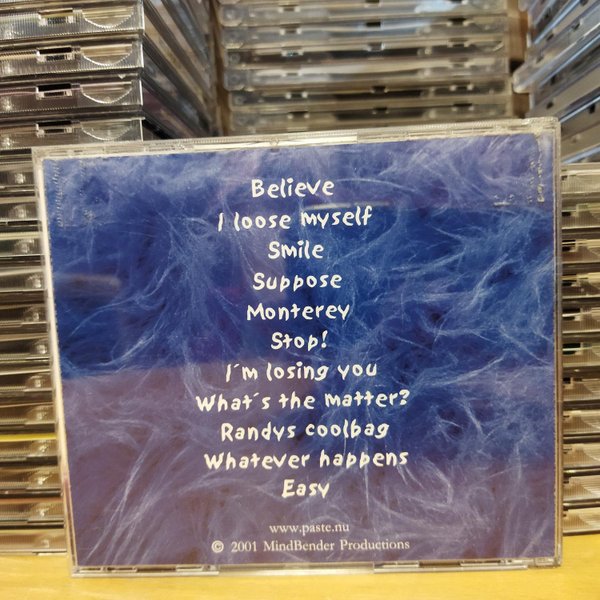 Believe
I loose myself
Smile
Suppose
Monterey
Stop!
I´m losing you
What´s the matter?
Randys coolbag
Whatever happens
Easy
www.paste.nu
© 2001 MindBender Productions